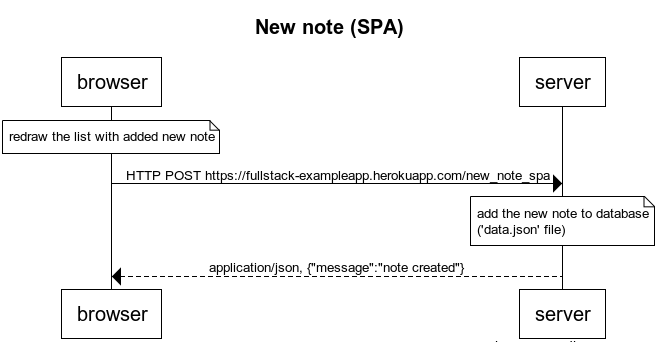 New note (SPA)
browser
server
redraw the list with added new note
HTTP POST https://fullstack-exampleapp.herokuapp.com/new_note_spa
add the new note to database
('data.json' file)
application/json, {"message":"note created"}
browser
server